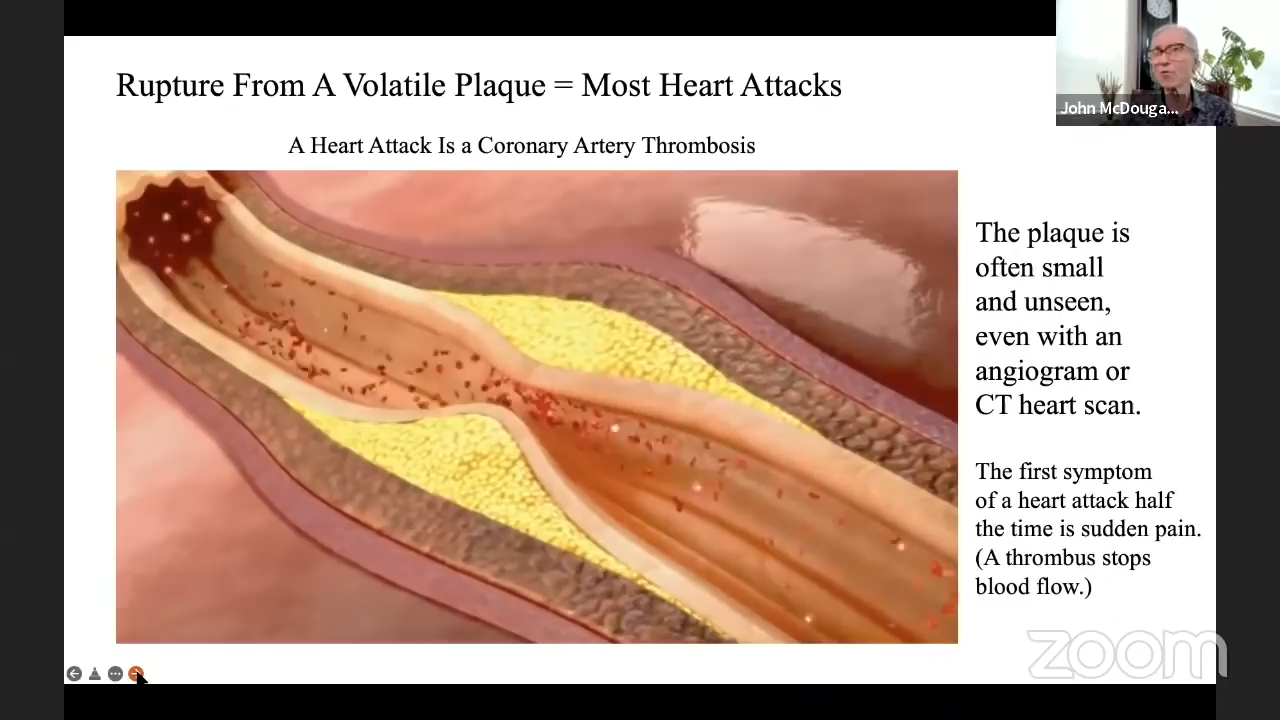 Rupture From A Volatile Plaque = Most Heart Attacks
A Heart Attack Is a Coronary Artery Thrombosis
John McDouga...
The plaque is
often small
and unseen,
even with an
angiogram or
CT heart scan.
The first symptom
of a heart attack half
the time is sudden pain.
(A thrombus stops
blood flow.)
zoom